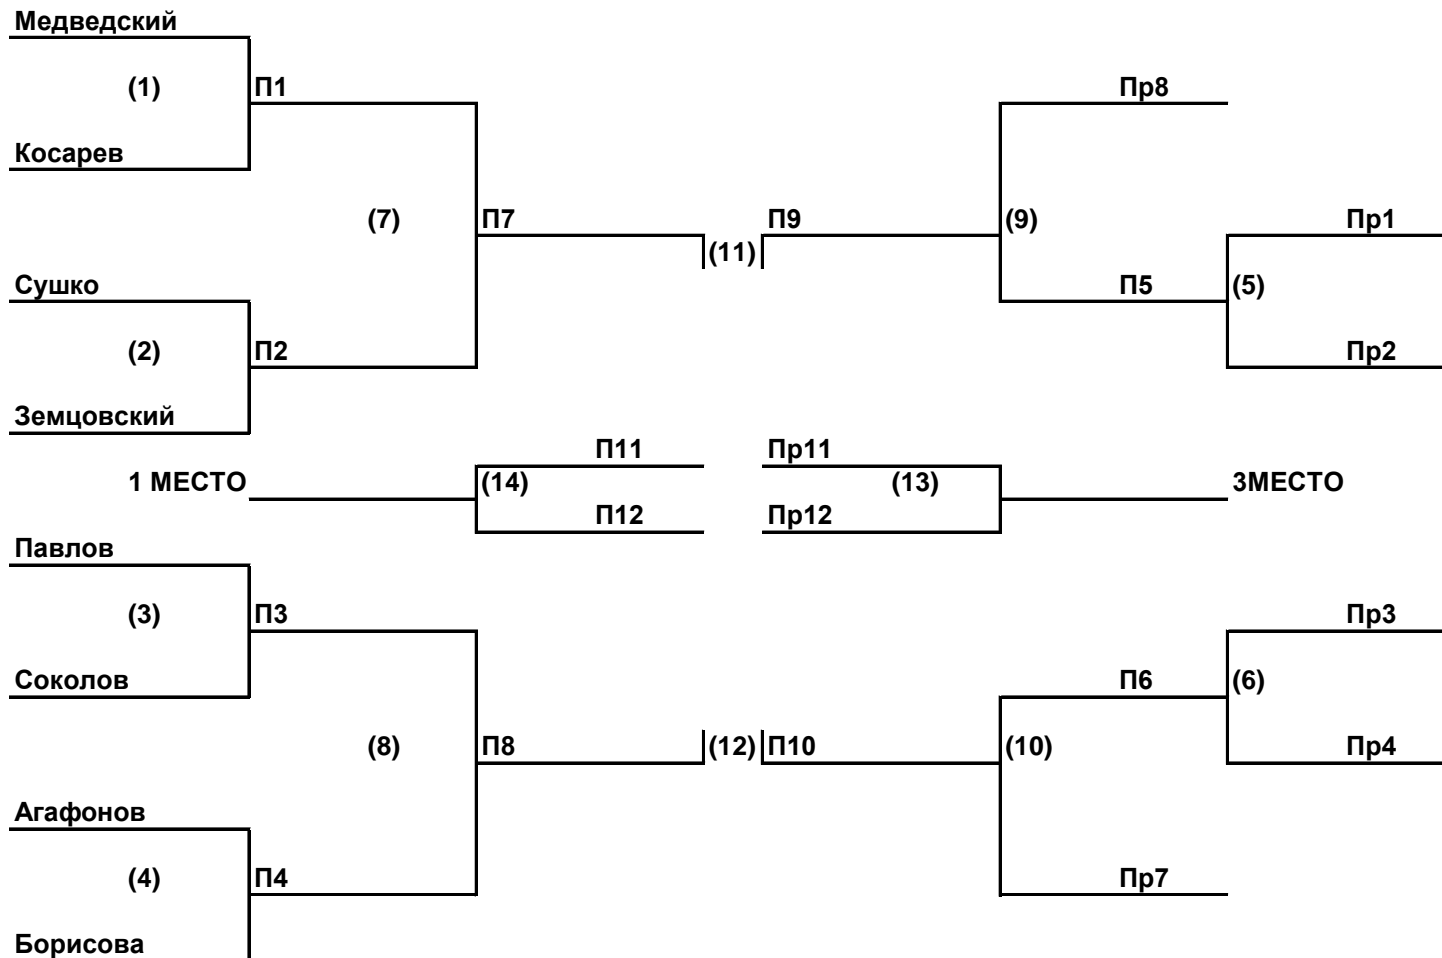 Медведский
(1) П1 Пр8
Косарев
(7) П7 (11) П9 (9) Пр1
Сушко П5 (5)
(2) П2 Пр2
Земцовский
П11 Пр11
1 МЕСТО (14) (13) 3МЕСТО
П12 Пр12
Павлов
(3) П3 Пр3
Соколов П6 (6)
(8) П8 (12) П10 (10) Пр4
Агафонов
(4) П4 Пр7
Борисова